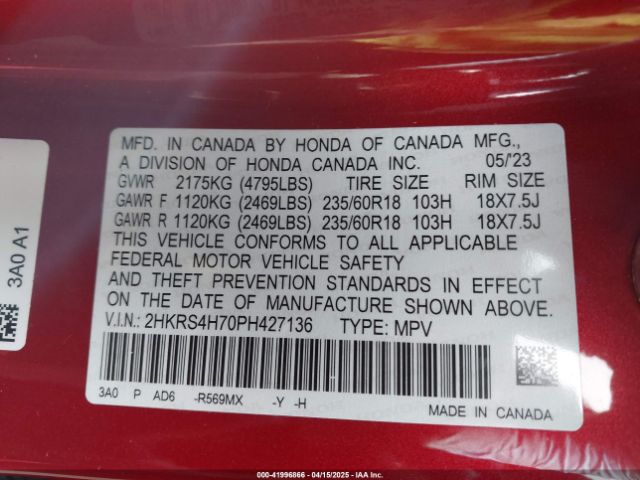 MFD. IN CANADA BY HONDA OF CANADA MFG.,
A DIVISION OF HONDA CANADA INC. 05/'23
GVWR 2175KG (4795LBS) TIRE SIZE RIM SIZE
GAWR F 1120KG (2469LBS) 235/60R18 103H 18X7.5J
GAWR R 1120KG (2469LBS) 235/60R18 103H 18X7.5J
THIS VEHICLE CONFORMS TO ALL APPLICABLE
FEDERAL MOTOR VEHICLE SAFETY
AND THEFT PREVENTION STANDARDS IN EFFECT
ON THE DATE OF MANUFACTURE SHOWN ABOVE.
V.I.N.: 2HKRS4H70PH427136 TYPE: MPV
3A0 P AD6 -R569MX -Y -H
MADE IN CANADA
3A0 A1
000-41996866 - 04/15/2025 - IAA Inc.